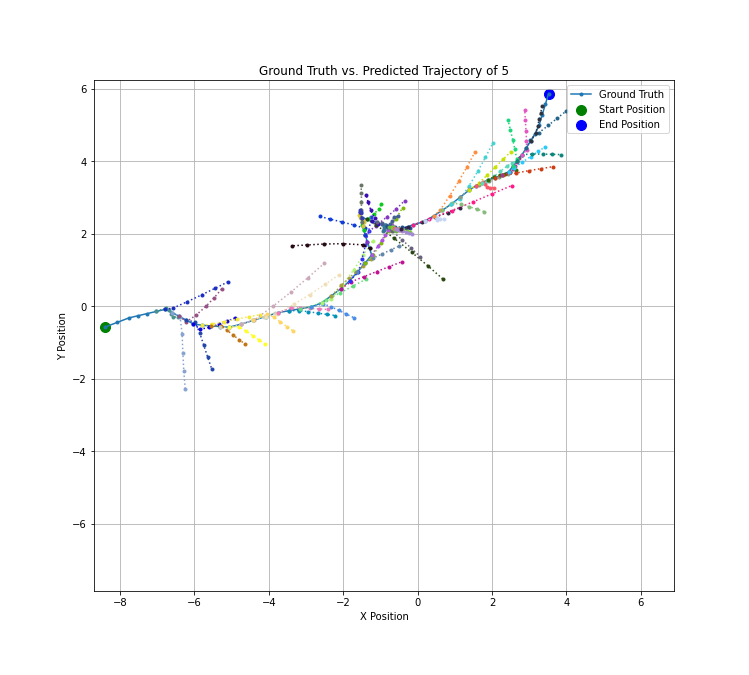 Ground Truth vs. Predicted Trajectory of 5
Ground Truth
Start Position
End Position
6
4
2
0
−2
−4
−6
Y Position
−8
−6
−4
−2
0
2
4
6
X Position